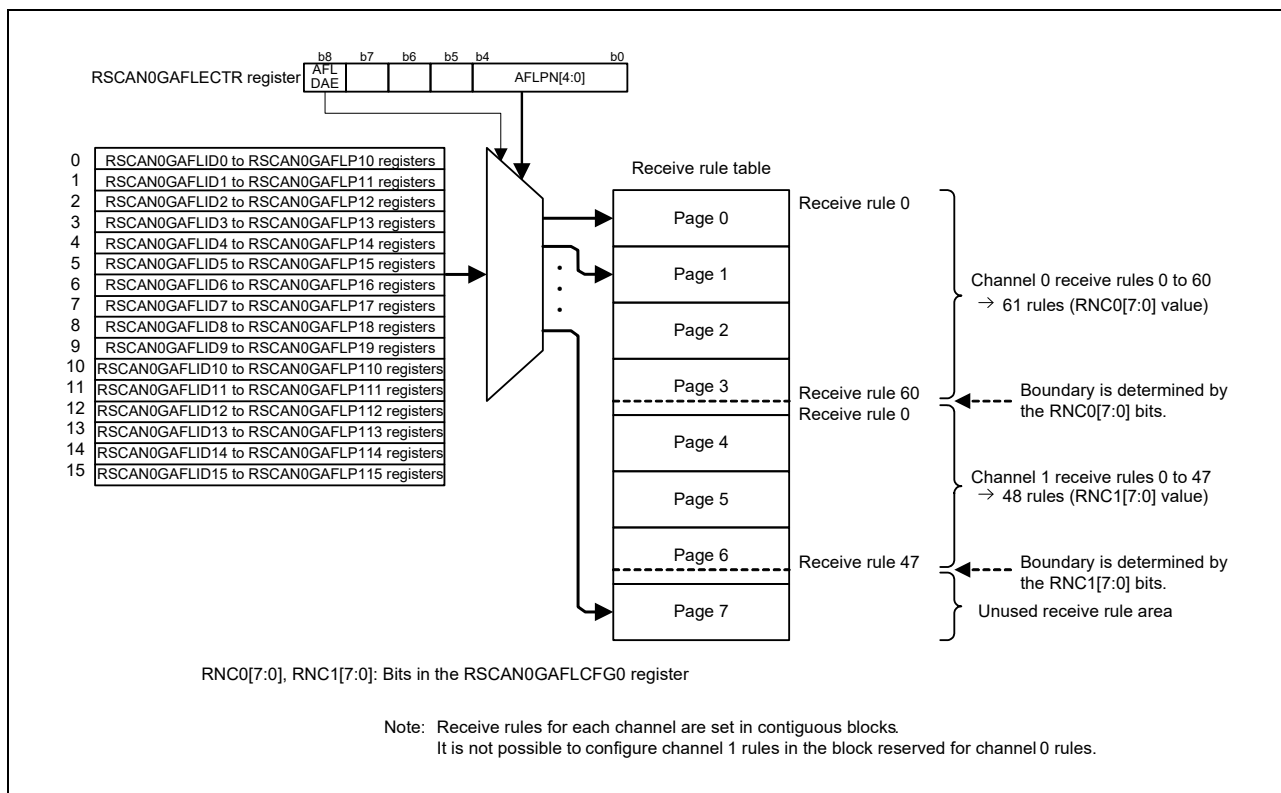 b8 b7 b6 b5 b4 b0
RSCAN0GAFLECTR register
AFL
DAE
AFLPN[4:0]
0 RSCAN0GAFLID0 to RSCAN0GAFLP10 registers
1 RSCAN0GAFLID1 to RSCAN0GAFLP11 registers
2 RSCAN0GAFLID2 to RSCAN0GAFLP12 registers
3 RSCAN0GAFLID3 to RSCAN0GAFLP13 registers
4 RSCAN0GAFLID4 to RSCAN0GAFLP14 registers
5 RSCAN0GAFLID5 to RSCAN0GAFLP15 registers
6 RSCAN0GAFLID6 to RSCAN0GAFLP16 registers
7 RSCAN0GAFLID7 to RSCAN0GAFLP17 registers
8 RSCAN0GAFLID8 to RSCAN0GAFLP18 registers
9 RSCAN0GAFLID9 to RSCAN0GAFLP19 registers
10 RSCAN0GAFLID10 to RSCAN0GAFLP110 registers
11 RSCAN0GAFLID11 to RSCAN0GAFLP111 registers
12 RSCAN0GAFLID12 to RSCAN0GAFLP112 registers
13 RSCAN0GAFLID13 to RSCAN0GAFLP113 registers
14 RSCAN0GAFLID14 to RSCAN0GAFLP114 registers
15 RSCAN0GAFLID15 to RSCAN0GAFLP115 registers
Receive rule table
Page 0
Page 1
Page 2
Page 3
Page 4
Page 5
Page 6
Page 7
Receive rule 0
Receive rule 60
Receive rule 0
Receive rule 47
Channel 0 receive rules 0 to 60
→ 61 rules (RNC0[7:0] value)
Boundary is determined by
the RNC0[7:0] bits.
Channel 1 receive rules 0 to 47
→ 48 rules (RNC1[7:0] value)
Boundary is determined by
the RNC1[7:0] bits.
Unused receive rule area
RNC0[7:0], RNC1[7:0]: Bits in the RSCAN0GAFLCFG0 register
Note: Receive rules for each channel are set in contiguous blocks.
It is not possible to configure channel 1 rules in the block reserved for channel 0 rules.